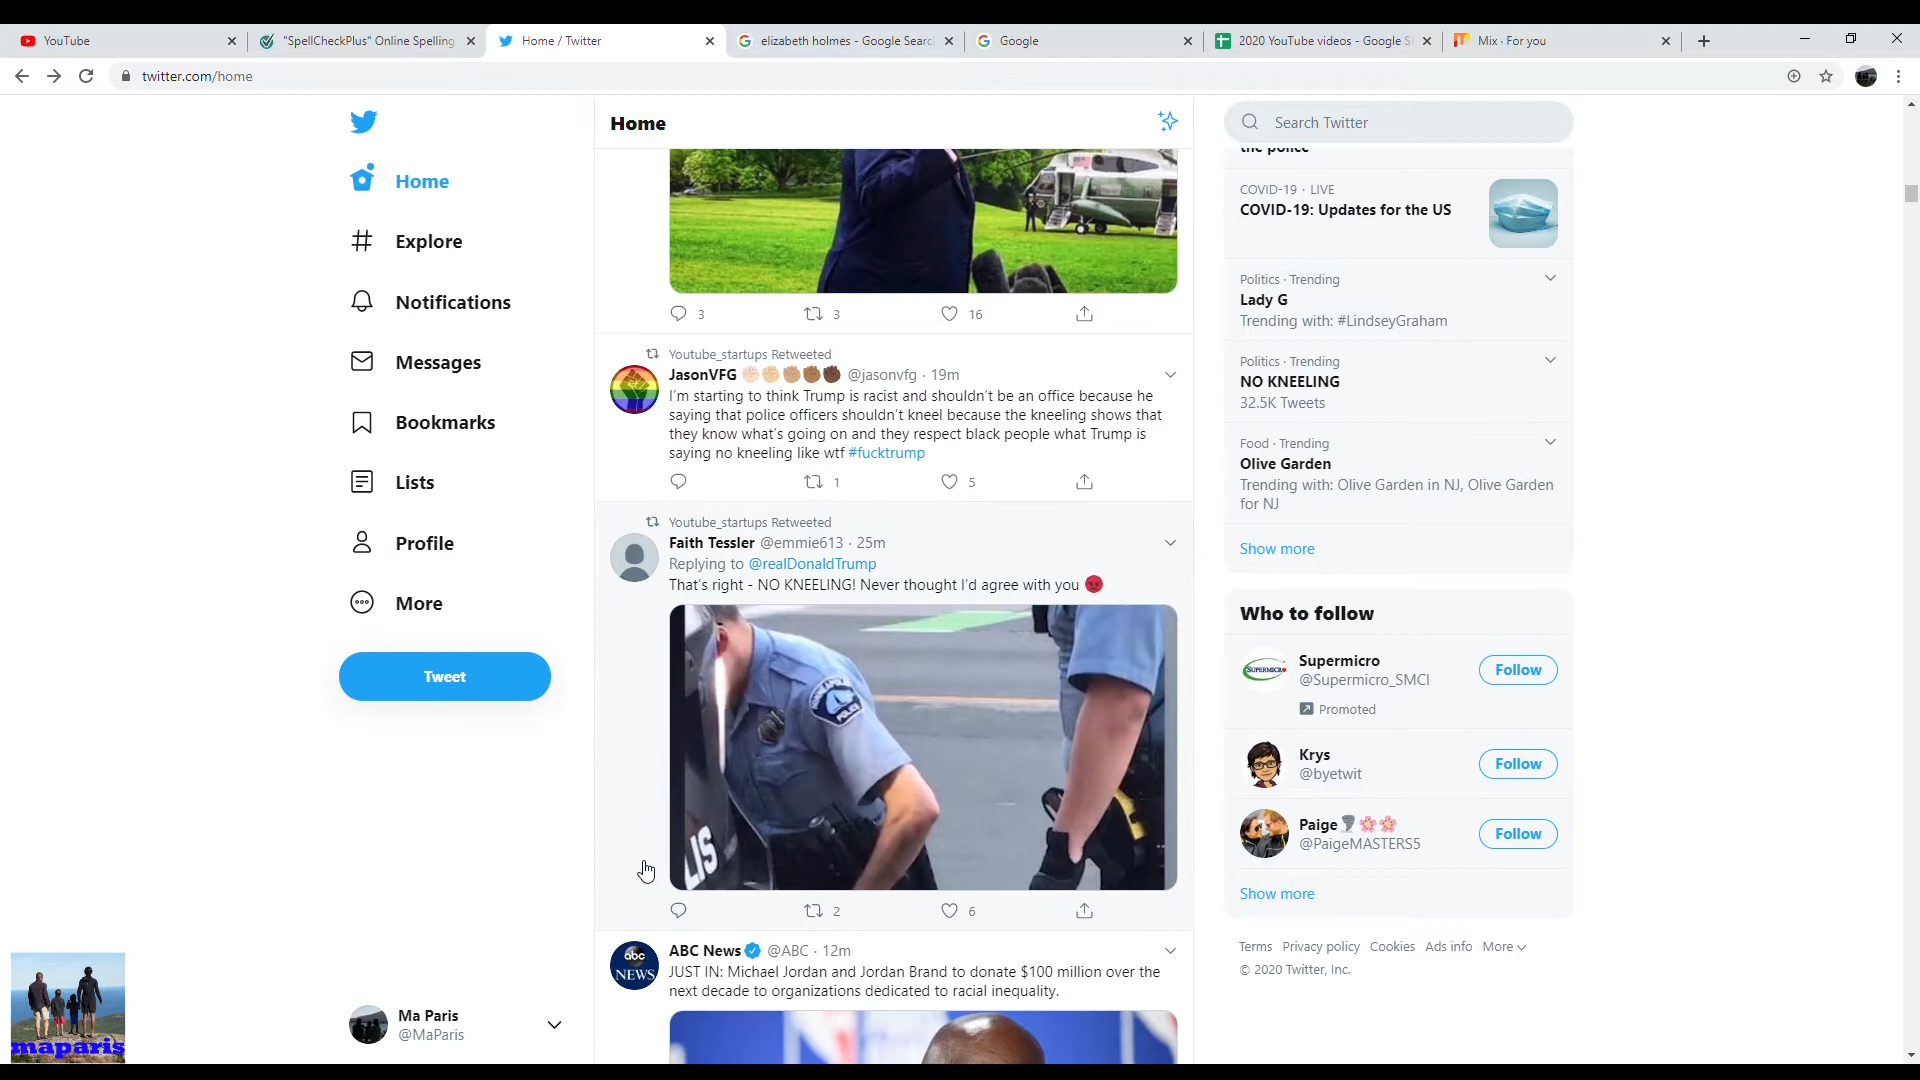 YouTube
"SpellCheckPlus" Online Spelling
Home / Twitter
elizabeth holmes - Google Searc
Google
2020 YouTube videos - Google S
Mix · For you
twitter.com/home
Home
Search Twitter
Home
Explore
Notifications
Messages
Bookmarks
Lists
Profile
More
Tweet
Ma Paris
@MaParis
maparis
3 3 16
Youtube_startups Retweeted
JasonVFG ✊🏻✊🏼✊🏽✊🏾✊🏿 @jasonvfg · 19m
I'm starting to think Trump is racist and shouldn't be an office because he
saying that police officers shouldn't kneel because the kneeling shows that
they know what's going on and they respect black people what Trump is
saying no kneeling like wtf #fucktrump
1 5
Youtube_startups Retweeted
Faith Tessler @emmie613 · 25m
Replying to @realDonaldTrump
That's right - NO KNEELING! Never thought I'd agree with you 😡
MINNEAPOLIS
POLICE
LIS
2 6
abc
NEWS
ABC News @ABC · 12m
JUST IN: Michael Jordan and Jordan Brand to donate $100 million over the
next decade to organizations dedicated to racial inequality.
the police
COVID-19 · LIVE
COVID-19: Updates for the US
Politics · Trending
Lady G
Trending with: #LindseyGraham
Politics · Trending
NO KNEELING
32.5K Tweets
Food · Trending
Olive Garden
Trending with: Olive Garden in NJ, Olive Garden
for NJ
Show more
Who to follow
SUPERMICRO
Supermicro
@Supermicro_SMCI
Promoted
Follow
Krys
@byetwit
Follow
Paige🌪️🌸🌸
@PaigeMASTERS5
Follow
Show more
Terms Privacy policy Cookies Ads info More
© 2020 Twitter, Inc.